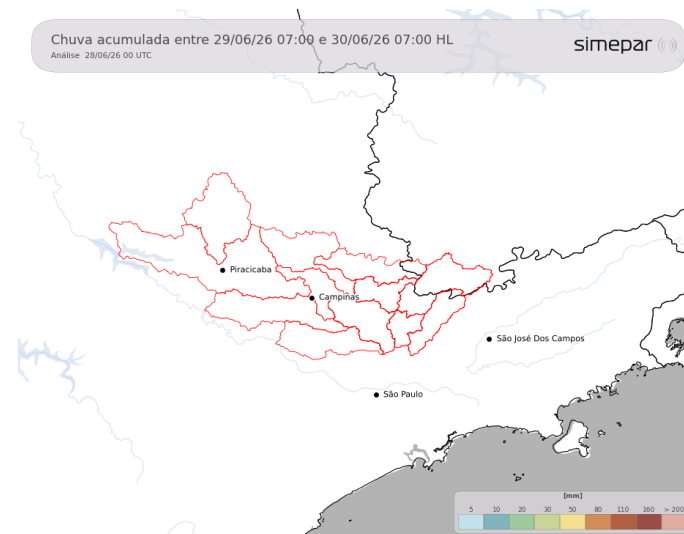 Chuva acumulada entre 29/06/26 07:00 e 30/06/26 07:00 HL
Análise 28/06/26 00 UTC
simepar
Piracicaba
Campinas
São José Dos Campos
São Paulo
[mm]
5 10 20 30 50 80 110 160 > 200